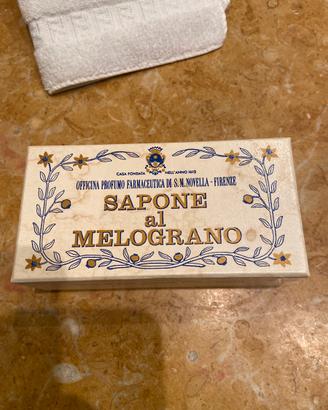 CASA FONDATA NELL'ANNO 1612
OFFICINA PROFUMO FARMACEUTICA DI S.M. NOVELLA - FIRENZE
SAPONE
al
MELOGRANO